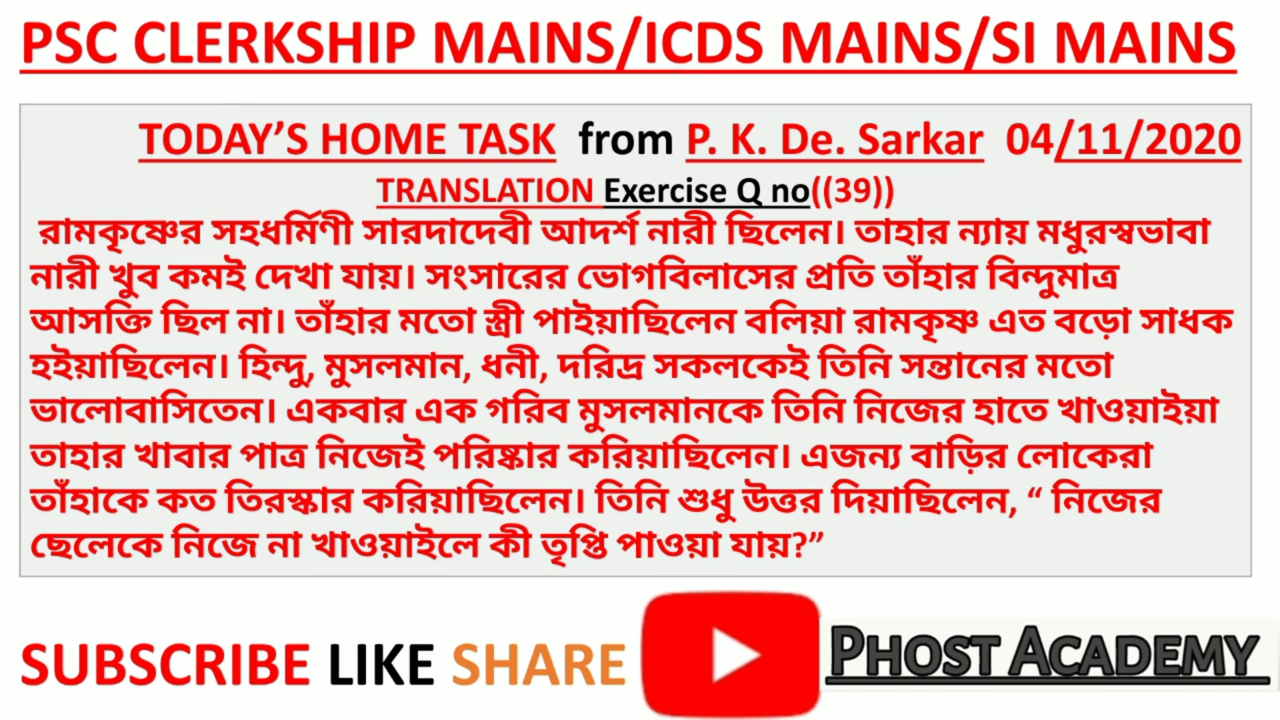 PSC CLERKSHIP MAINS/ICDS MAINS/SI MAINS
TODAY'S HOME TASK from P. K. De. Sarkar 04/11/2020
TRANSLATION Exercise Q no((39))
রামকৃষ্ণের সহধর্মিণী সারদাদেবী আদর্শ নারী ছিলেন। তাহার ন্যায় মধুরস্বভাবা
নারী খুব কমই দেখা যায়। সংসারের ভোগবিলাসের প্রতি তাঁহার বিন্দুমাত্র
আসক্তি ছিল না। তাঁহার মতো স্ত্রী পাইয়াছিলেন বলিয়া রামকৃষ্ণ এত বড়ো সাধক
হইয়াছিলেন। হিন্দু, মুসলমান, ধনী, দরিদ্র সকলকেই তিনি সন্তানের মতো
ভালোবাসিতেন। একবার এক গরিব মুসলমানকে তিনি নিজের হাতে খাওয়াইয়া
তাহার খাবার পাত্র নিজেই পরিষ্কার করিয়াছিলেন। এজন্য বাড়ির লোকেরা
তাঁহাকে কত তিরস্কার করিয়াছিলেন। তিনি শুধু উত্তর দিয়াছিলেন, “ নিজের
ছেলেকে নিজে না খাওয়াইলে কী তৃপ্তি পাওয়া যায়?”
SUBSCRIBE LIKE SHARE
PHOST ACADEMY